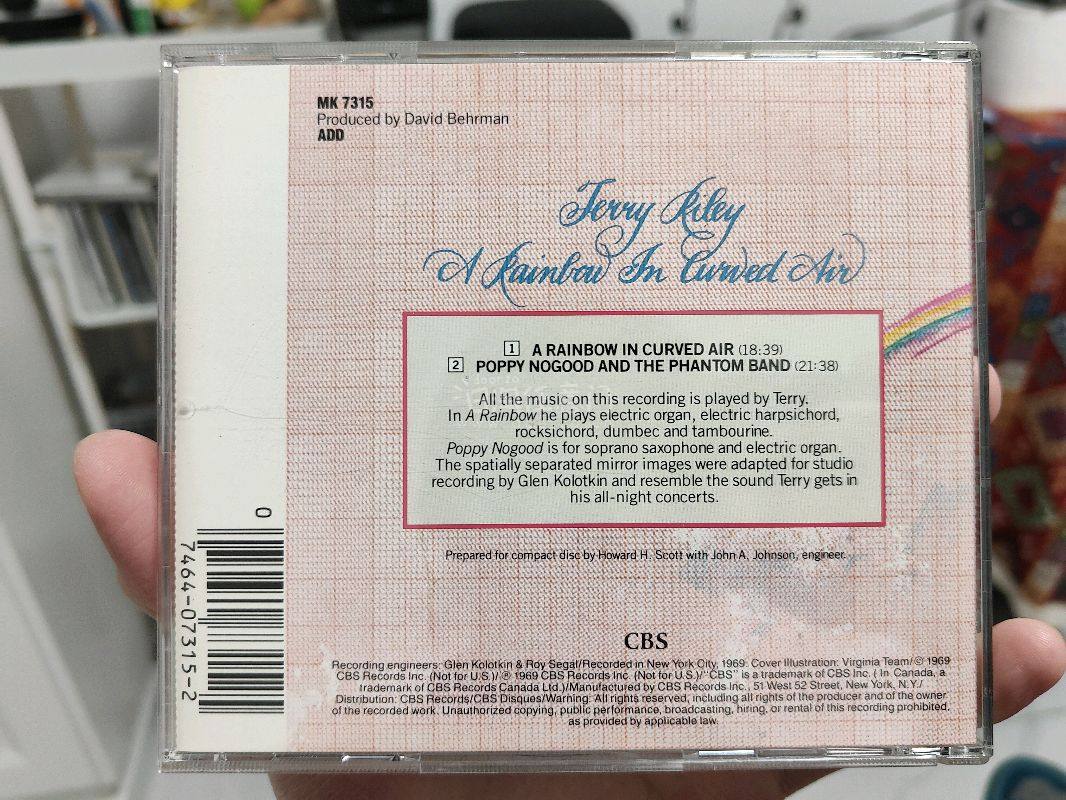 MK 7315
Produced by David Behrman
ADD
Terry Riley
A Rainbow In Curved Air
1 A RAINBOW IN CURVED AIR (18:39)
2 POPPY NOGOOD AND THE PHANTOM BAND (21:38)
All the music on this recording is played by Terry.
In A Rainbow he plays electric organ, electric harpsichord,
rocksichord, dumbec and tambourine.
Poppy Nogood is for soprano saxophone and electric organ.
The spatially separated mirror images were adapted for studio
recording by Glen Kolotkin and resemble the sound Terry gets in
his all-night concerts.
Prepared for compact disc by Howard H. Scott with John A. Johnson, engineer.
CBS
Recording engineers: Glen Kolotkin & Roy Segal/Recorded in New York City, 1969. Cover Illustration: Virginia Team/ © 1969
CBS Records Inc. (Not for U.S.)/ ℗ 1969 CBS Records Inc. (Not for U.S.)/ "CBS" is a trademark of CBS Inc. ( In Canada, a
trademark of CBS Records Canada Ltd.)/Manufactured by CBS Records Inc., 51 West 52 Street, New York, N.Y./
Distribution: CBS Records/CBS Disques/Warning: All rights reserved, including all rights of the producer and of the owner
of the recorded work. Unauthorized copying, public performance, broadcasting, hiring, or rental of this recording prohibited,
as provided by applicable law.
0
7464-07315-2